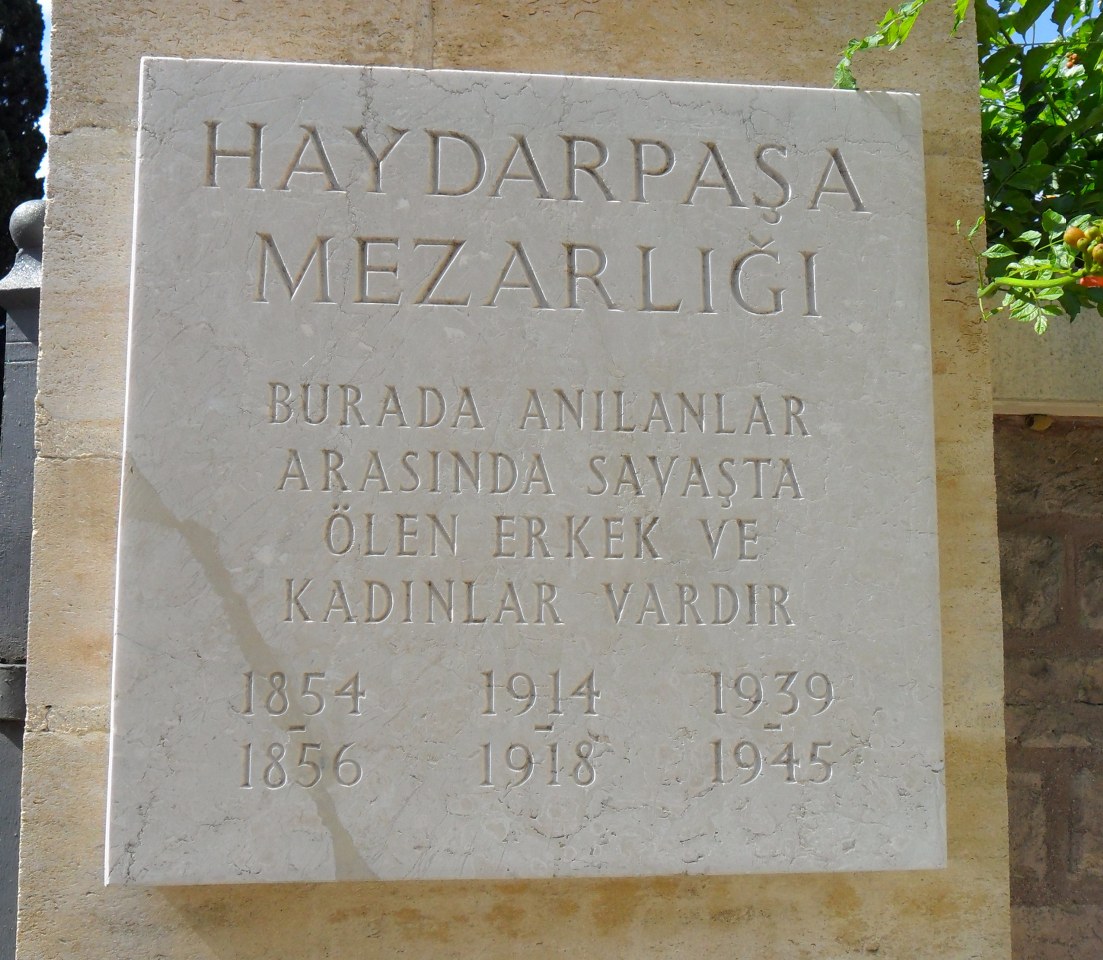 HAYDARPAŞA
MEZARLIĞI
BURADA ANILANLAR
ARASINDA SAVAŞTA
ÖLEN ERKEK VE
KADINLAR VARDIR
1854 1914 1939
- - -
1856 1918 1945